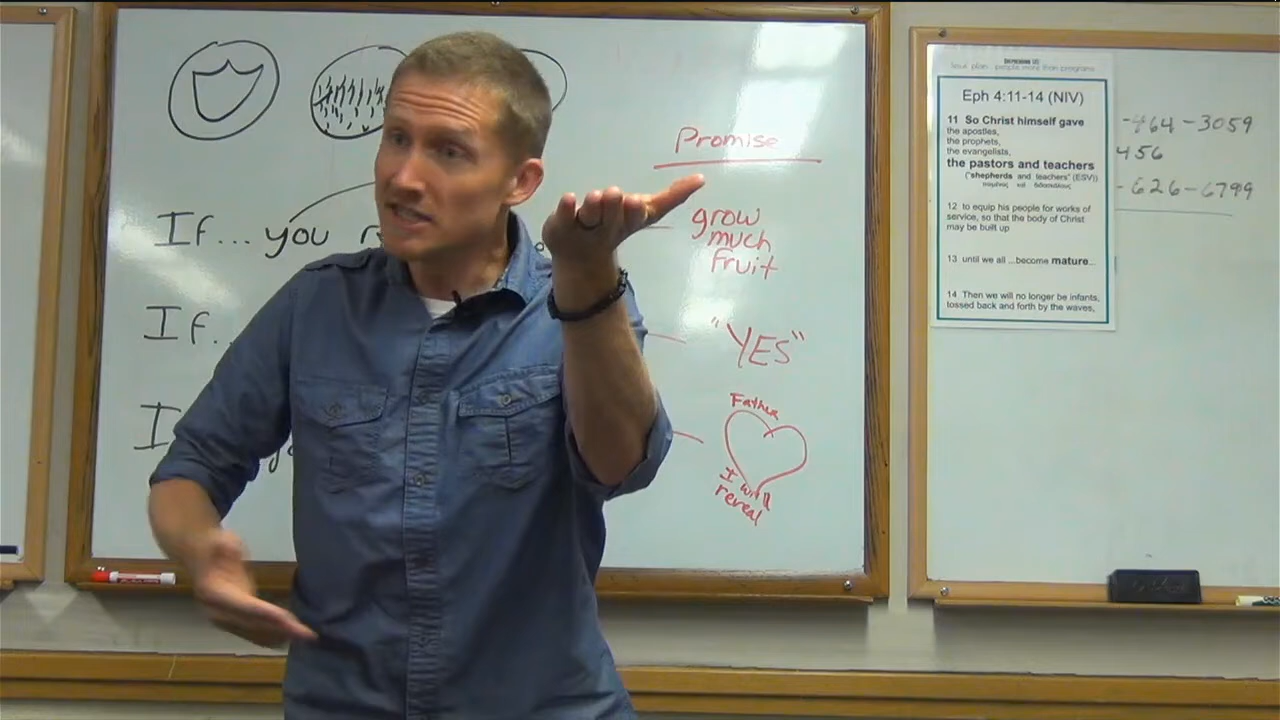 Promise
If... you
grow
much
fruit
If..
"YES"
Father
I will
reveal
Eph 4:11-14 (NIV)
11 So Christ himself gave
the apostles,
the prophets,
the evangelists,
the pastors and teachers
("shepherds and teachers" (ESV))
12 to equip his people for works of
service, so that the body of Christ
may be built up
13 until we all ...become mature...
14 Then we will no longer be infants,
tossed back and forth by the waves,
-464-3059
456
-626-6799